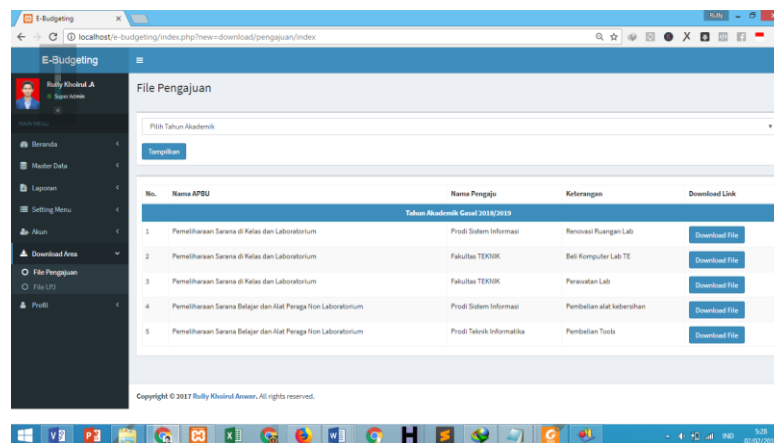 E-Budgeting
Rully
localhost/e-budgeting/index.php?new=download/pengajuan/index
E-Budgeting
Rully Khoirul .A
Super Admin
MAIN MENU
Beranda
Master Data
Laporan
Setting Menu
Akun
Download Area
File Pengajuan
File LPJ
Profil
File Pengajuan
Pilih Tahun Akademik
Tampilkan
No. Nama APBU Nama Pengaju Keterangan Download Link
Tahun Akademik Gasal 2018/2019
1 Pemeliharaan Sarana di Kelas dan Laboratorium Prodi Sistem Informasi Renovasi Ruangan Lab Download File
2 Pemeliharaan Sarana di Kelas dan Laboratorium Fakultas TEKNIK Beli Komputer Lab TE Download File
3 Pemeliharaan Sarana di Kelas dan Laboratorium Fakultas TEKNIK Perawatan Lab Download File
4 Pemeliharaan Sarana Belajar dan Alat Peraga Non Laboratorium Prodi Sistem Informasi Pembelian alat kebersihan Download File
5 Pemeliharaan Sarana Belajar dan Alat Peraga Non Laboratorium Prodi Teknik Informatika Pembelian Tools Download File
Copyright © 2017 Rully Khoirul Anwar. All rights reserved.
IND
5:28